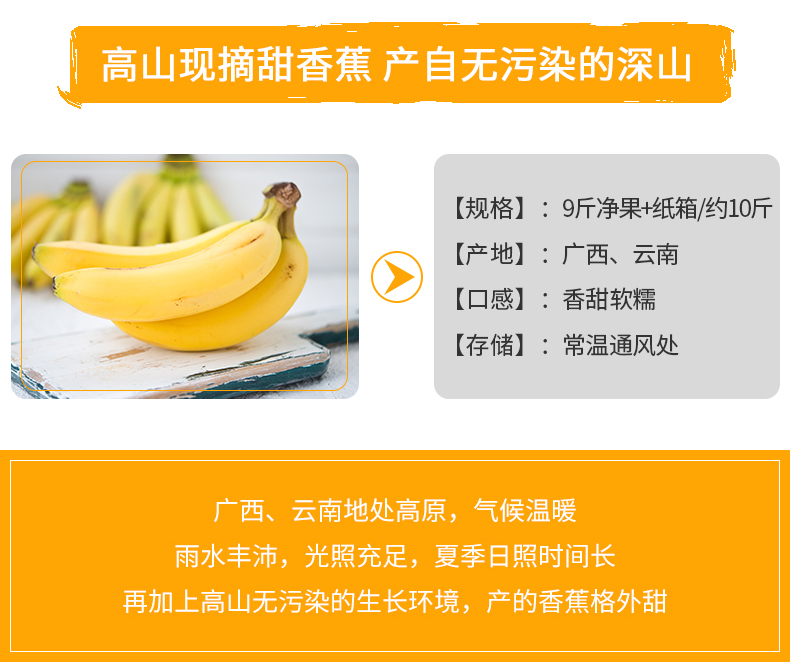 高山现摘甜香蕉 产自无污染的深山
【规格】：9斤净果+纸箱/约10斤
【产地】：广西、云南
【口感】：香甜软糯
【存储】：常温通风处
广西、云南地处高原，气候温暖
雨水丰沛，光照充足，夏季日照时间长
再加上高山无污染的生长环境，产的香蕉格外甜